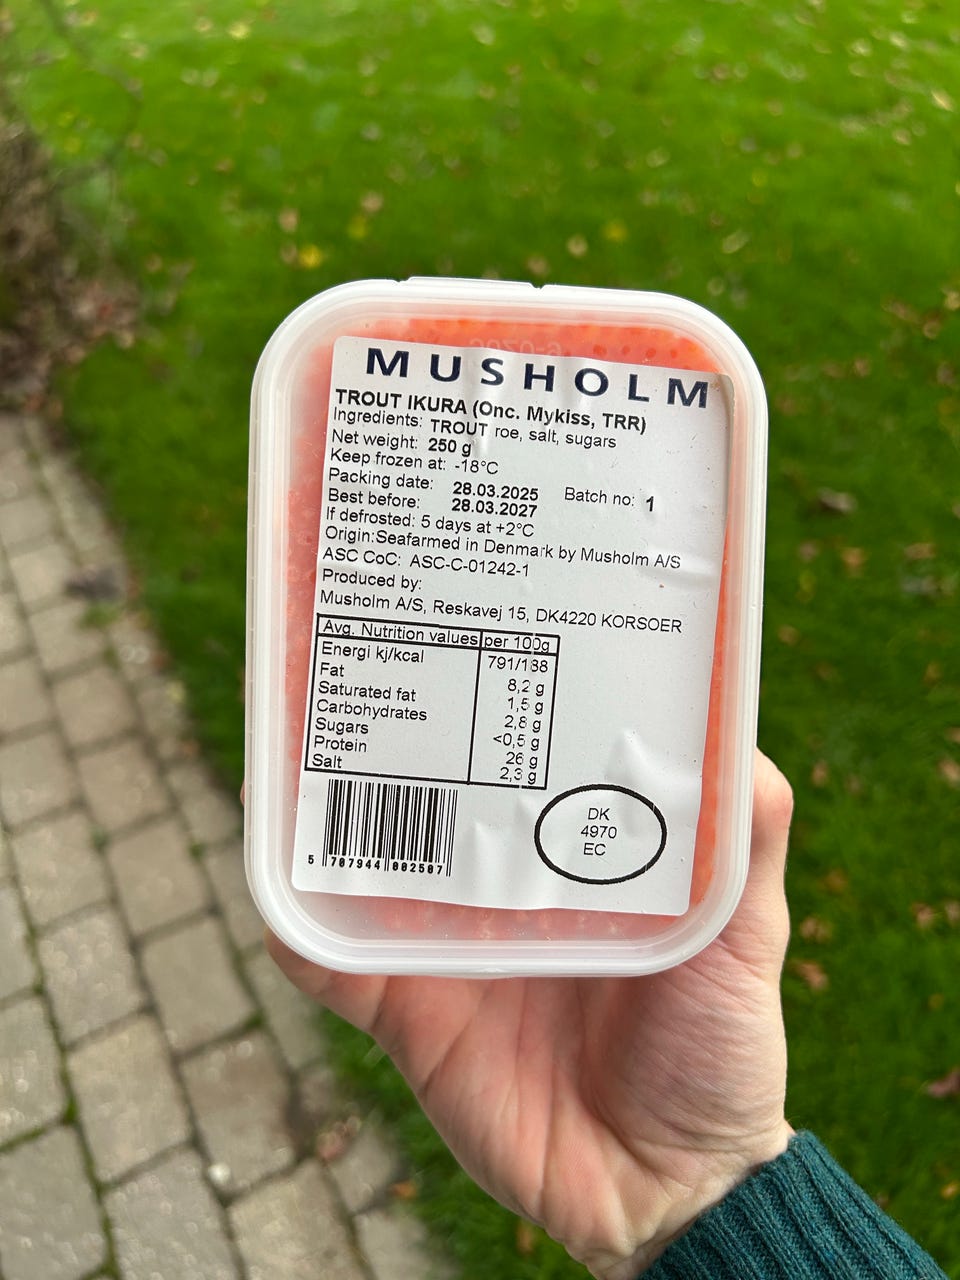 MUSHOLM
TROUT IKURA (Onc. Mykiss, TRR)
Ingredients: TROUT roe, salt, sugars
Net weight: 250 g
Keep frozen at: -18°C
Packing date: 28.03.2025 Batch no: 1
Best before: 28.03.2027
If defrosted: 5 days at +2°C
Origin:Seafarmed in Denmark by Musholm A/S
ASC CoC: ASC-C-01242-1
Produced by:
Musholm A/S, Reskavej 15, DK4220 KORSOER
Avg. Nutrition values per 100g
Energi kj/kcal 791/188
Fat 8,2 g
Saturated fat 1,5 g
Carbohydrates 2,8 g
Sugars <0,5 g
Protein 26 g
Salt 2,3 g
DK
4970
EC
5 707944 002507